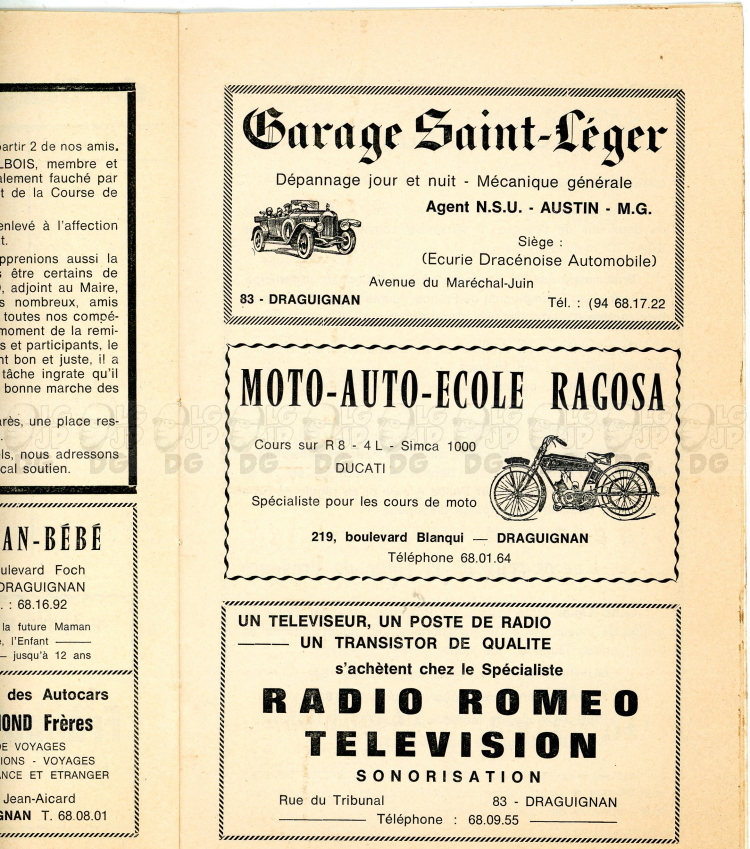 artir 2 de nos amis.
LBOIS, membre et
alement fauché par
t de la Course de
enlevé à l'affection
t.
pprenions aussi la
s être certains de
, adjoint au Maire,
s nombreux, amis
toutes nos compé-
moment de la remi-
s et participants, le
nt bon et juste, il a
tâche ingrate qu'il
bonne marche des
arès, une place res-
ls, nous adressons
cal soutien.
AN-BÉBÉ
ulevard Foch
DRAGUIGNAN
. : 68.16.92
la future Maman
e, l'Enfant
jusqu'à 12 ans
des Autocars
OND Frères
DE VOYAGES
IONS - VOYAGES
ANCE ET ETRANGER
Jean-Aicard
GNAN T. 68.08.01
Garage Saint-Léger
Dépannage jour et nuit - Mécanique générale
Agent N.S.U. - AUSTIN - M.G.
Siège :
(Ecurie Dracénoise Automobile)
Avenue du Maréchal-Juin
83 - DRAGUIGNAN Tél. : (94 68.17.22
MOTO-AUTO-ECOLE RAGOSA
Cours sur R 8 - 4 L - Simca 1000
DUCATI
Spécialiste pour les cours de moto
219, boulevard Blanqui — DRAGUIGNAN
Téléphone 68.01.64
UN TELEVISEUR, UN POSTE DE RADIO
—— UN TRANSISTOR DE QUALITE
s'achètent chez le Spécialiste
RADIO ROMEO
TELEVISION
SONORISATION
Rue du Tribunal 83 - DRAGUIGNAN
Téléphone : 68.09.55
LG JP DG